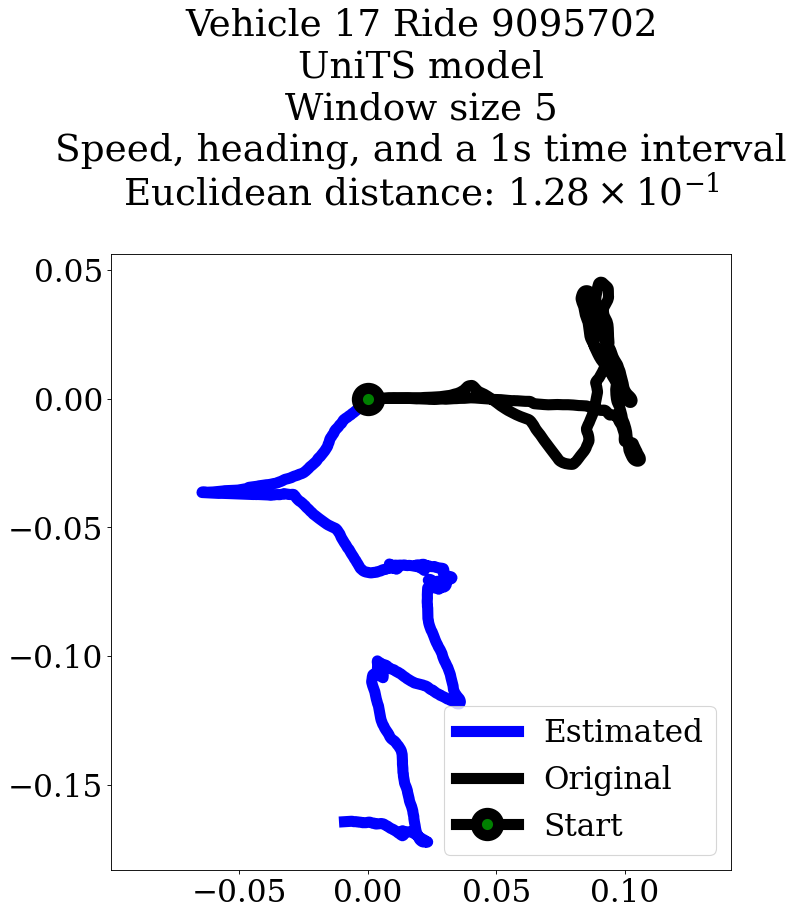 Vehicle 17 Ride 9095702
UniTS model
Window size 5
Speed, heading, and a 1s time interval
Euclidean distance: 1.28 × 10⁻¹
0.05
0.00
−0.05
−0.10
−0.15
Estimated
Original
Start
−0.05 0.00 0.05 0.10